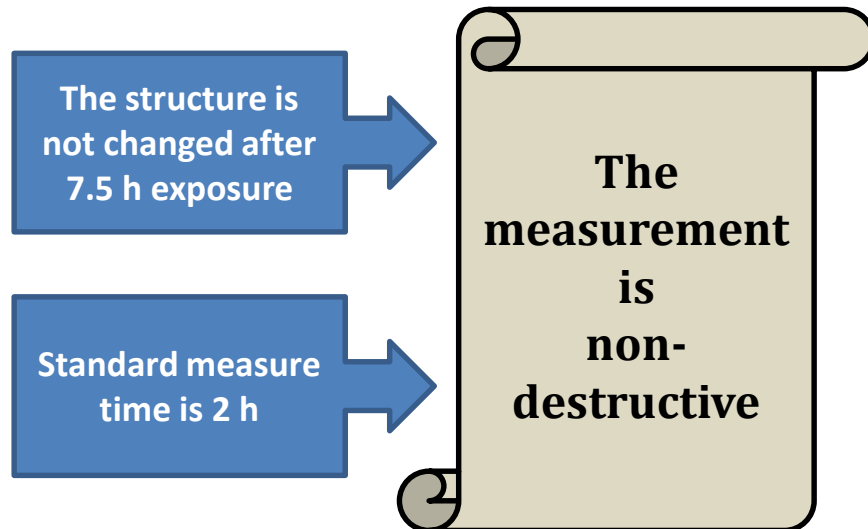 The structure is
not changed after
7.5 h exposure
Standard measure
time is 2 h
The
measurement
is
non-
destructive